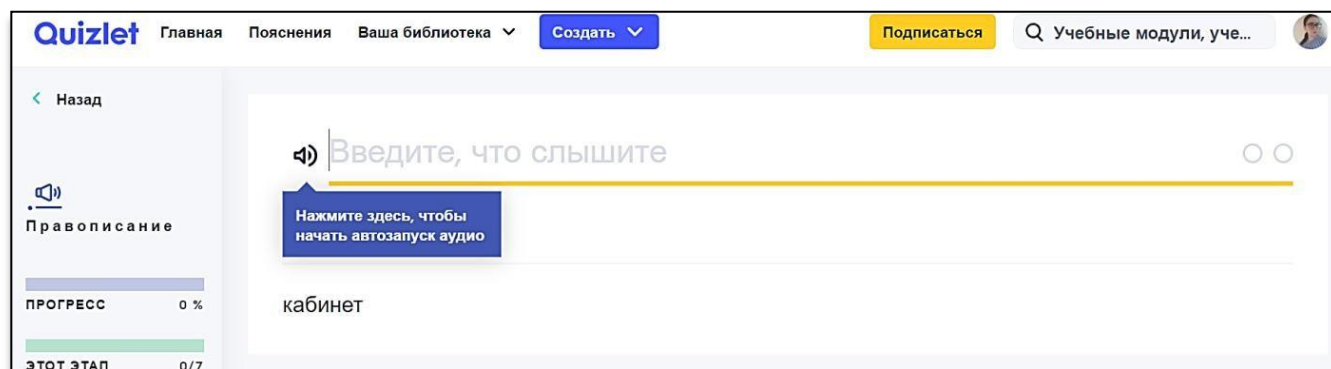 Quizlet Главная Пояснения Ваша библиотека Создать Подписаться Учебные модули, уче...
Назад
Введите, что слышите
Нажмите здесь, чтобы
начать автозапуск аудио
Правописание
ПРОГРЕСС 0 %
кабинет
ЭТОТ ЭТАП 0/7